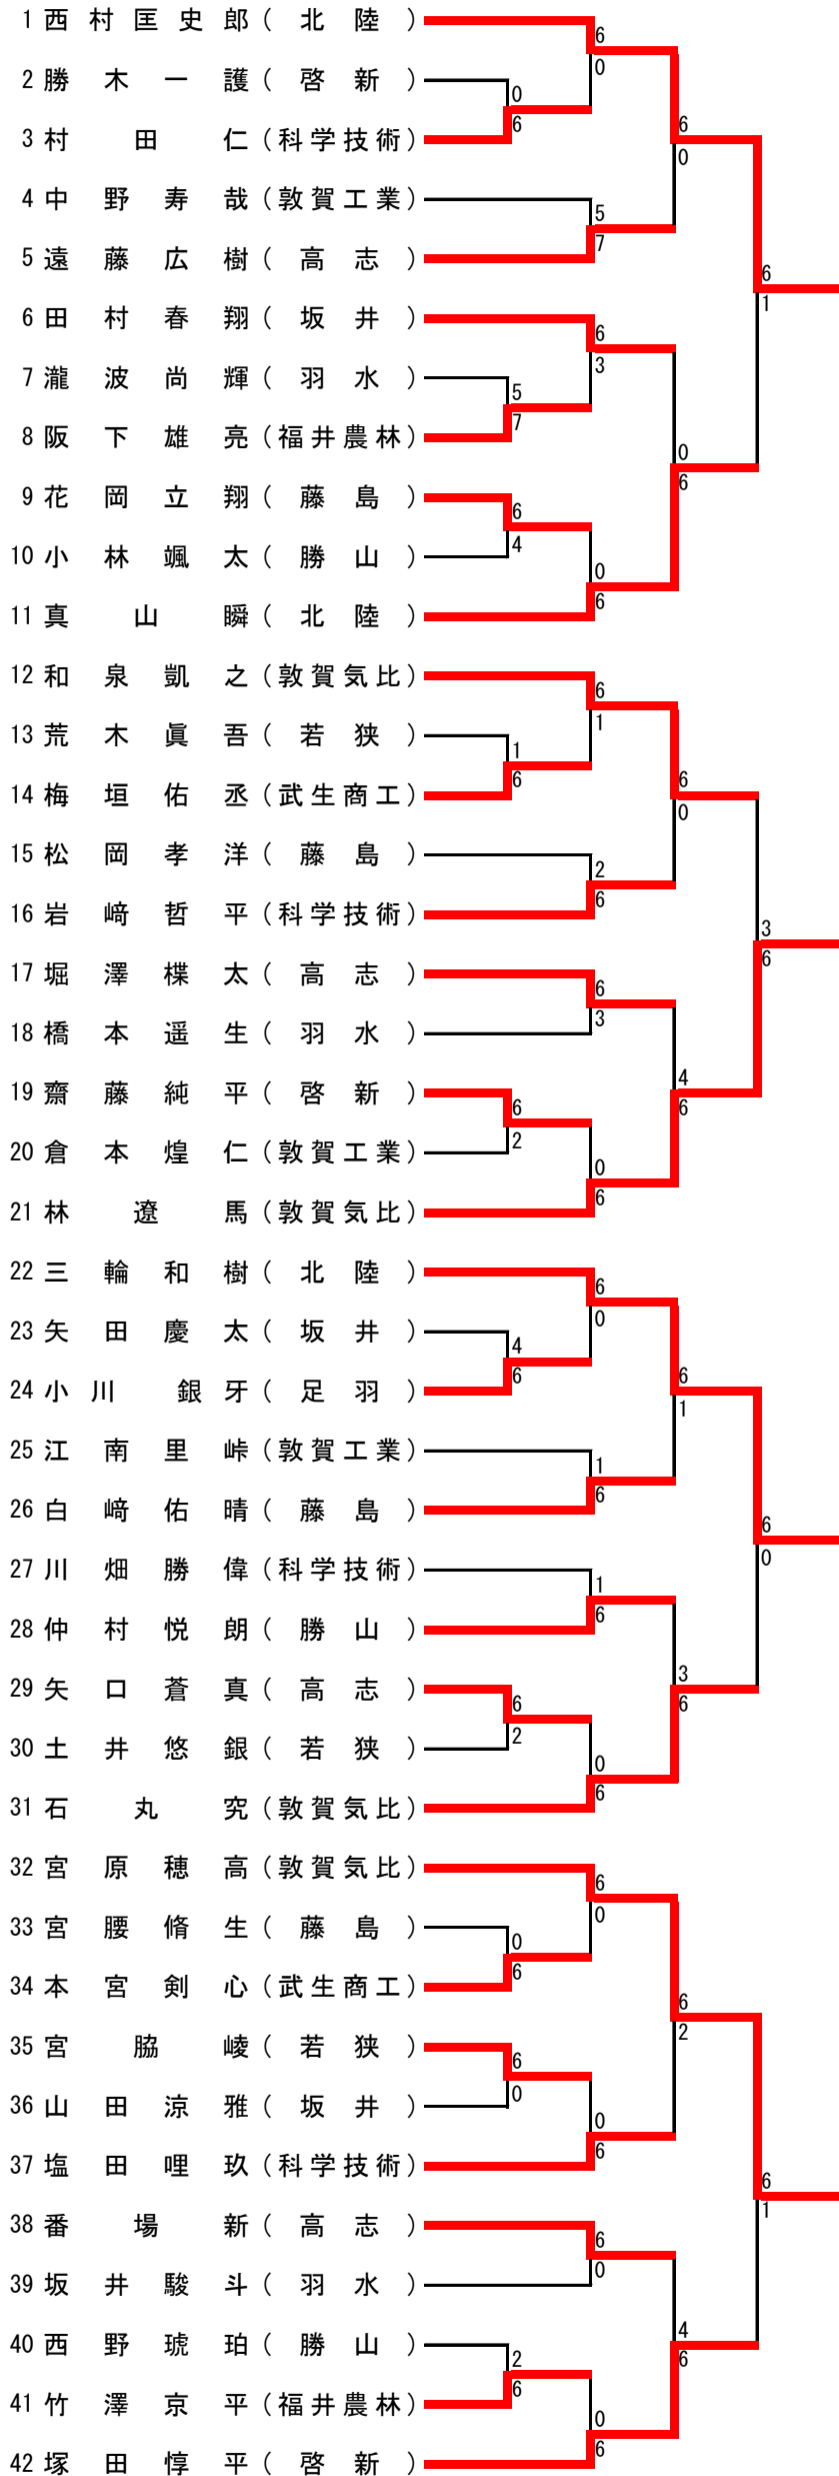 1 西村匡史郎(北陸)
6
0
2 勝木一護(啓新)
0
6
3 村田仁(科学技術)
6
0
4 中野寿哉(敦賀工業)
5
7
5 遠藤広樹(高志)
6
1
6 田村春翔(坂井)
6
3
7 瀧波尚輝(羽水)
5
7
8 阪下雄亮(福井農林)
0
6
9 花岡立翔(藤島)
6
4
10 小林颯太(勝山)
0
6
11 真山瞬(北陸)
12 和泉凱之(敦賀気比)
6
1
13 荒木眞吾(若狭)
1
6
14 梅垣佑丞(武生商工)
6
0
15 松岡孝洋(藤島)
2
6
16 岩﨑哲平(科学技術)
3
6
17 堀澤楪太(高志)
6
3
18 橋本遥生(羽水)
4
6
19 齋藤純平(啓新)
6
2
20 倉本煌仁(敦賀工業)
0
6
21 林遼馬(敦賀気比)
22 三輪和樹(北陸)
6
0
23 矢田慶太(坂井)
4
6
24 小川銀牙(足羽)
6
1
25 江南里峠(敦賀工業)
1
6
26 白﨑佑晴(藤島)
6
0
27 川畑勝偉(科学技術)
1
6
28 仲村悦朗(勝山)
3
6
29 矢口蒼真(高志)
6
2
30 土井悠銀(若狭)
0
6
31 石丸究(敦賀気比)
32 宮原穂高(敦賀気比)
6
0
33 宮腰脩生(藤島)
0
6
34 本宮剣心(武生商工)
6
2
35 宮脇崚(若狭)
6
0
36 山田涼雅(坂井)
0
6
37 塩田哩玖(科学技術)
6
1
38 番場新(高志)
6
0
39 坂井駿斗(羽水)
4
6
40 西野琥珀(勝山)
2
6
41 竹澤京平(福井農林)
0
6
42 塚田惇平(啓新)